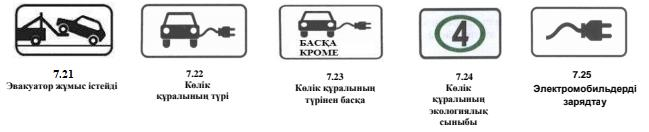 БАСҚА
КРОМЕ
4
7.21
Эвакуатор жұмыс істейді
7.22
Көлік
құралының түрі
7.23
Көлік құралының
түрінен басқа
7.24
Көлік
құралының
экологиялық
сыныбы
7.25
Электромобильдерді
зарядтау